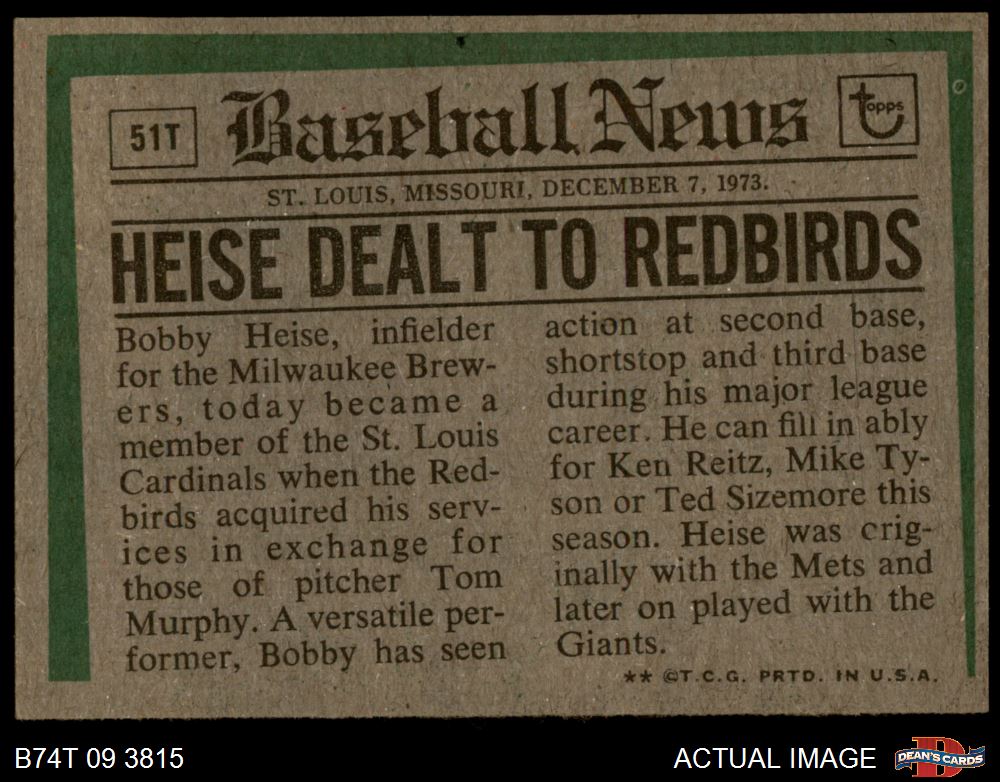 51T
Baseball News
topps
ST. LOUIS, MISSOURI, DECEMBER 7, 1973.
HEISE DEALT TO REDBIRDS
Bobby Heise, infielder
for the Milwaukee Brew-
ers, today became a
member of the St. Louis
Cardinals when the Red-
birds acquired his serv-
ices in exchange for
those of pitcher Tom
Murphy. A versatile per-
former, Bobby has seen
action at second base,
shortstop and third base
during his major league
career. He can fill in ably
for Ken Reitz, Mike Ty-
son or Ted Sizemore this
season. Heise was crig-
inally with the Mets and
later on played with the
Giants.
** ©T.C.G. PRTD. IN U.S.A.
B74T 09 3815
ACTUAL IMAGE
D
DEAN'S CARDS